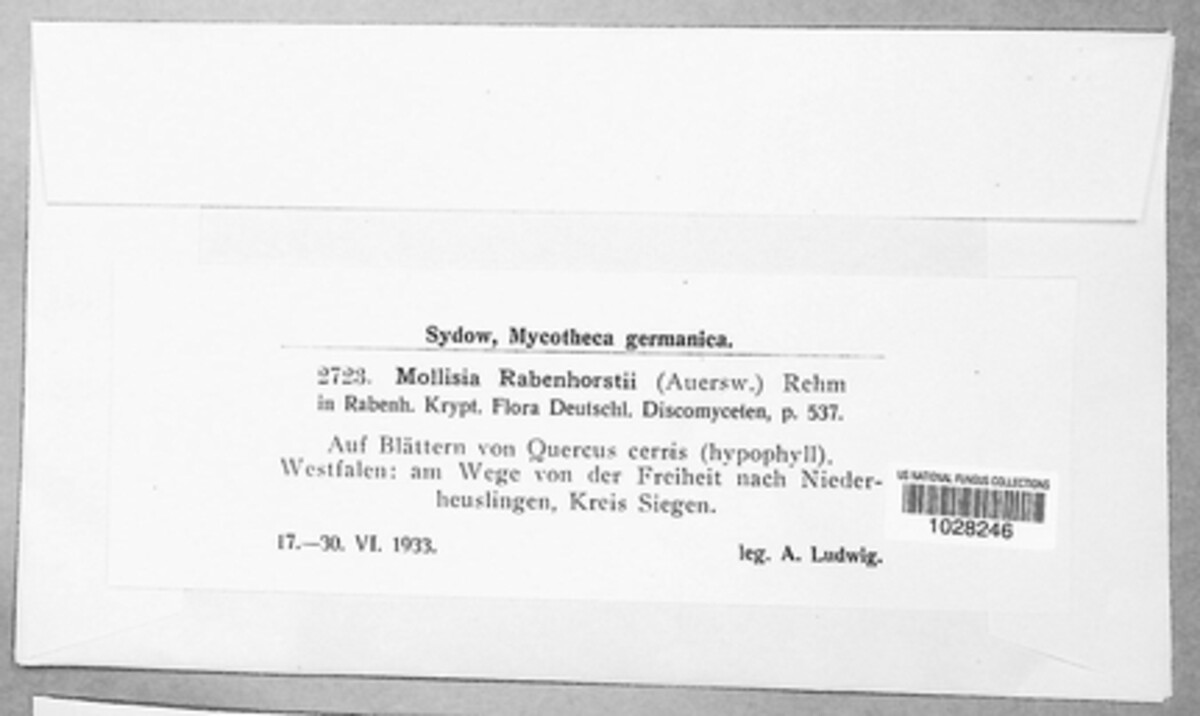 Sydow, Mycotheca germanica.
2723. Mollisia Rabenhorstii (Auersw.) Rehm
in Rabenh. Krypt. Flora Deutschl. Discomyceten, p. 537.
Auf Blättern von Quercus cerris (hypophyll).
Westfalen: am Wege von der Freiheit nach Nieder-
heuslingen, Kreis Siegen.
17.—30. VI. 1933.
leg. A. Ludwig.
US NATIONAL FUNGUS COLLECTIONS
1028246